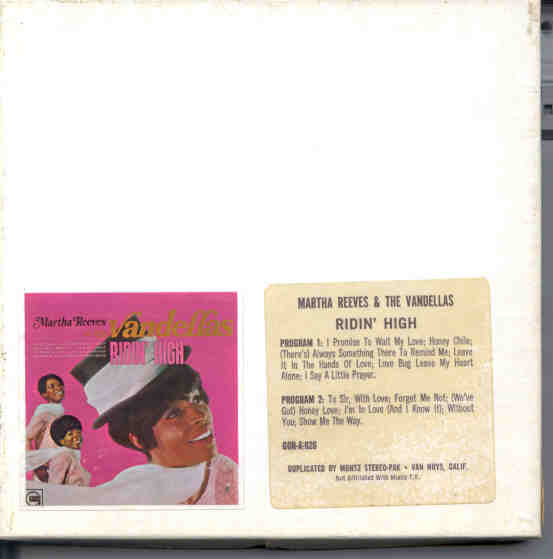 Martha Reeves
vandellas
RIDIN' HIGH
MARTHA REEVES & THE VANDELLAS
RIDIN' HIGH
PROGRAM 1: I Promise To Wait My Love; Honey Chile;
(There's) Always Something There To Remind Me; Leave
It In The Hands Of Love; Love Bug Leave My Heart
Alone; I Say A Little Prayer.
PROGRAM 2: To Sir, With Love; Forget Me Not; (We've
Got) Honey Love; I'm In Love (And I Know It); Without
You; Show Me The Way.
DUPLICATED BY MUNTZ STEREO-PAK • VAN NUYS, CALIF.
Not Affiliated With Muntz T.V.